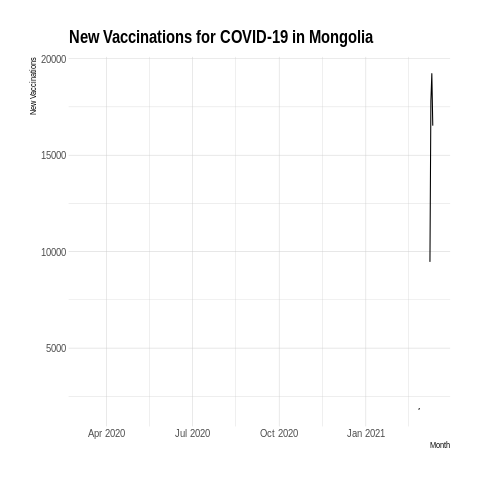 New Vaccinations for COVID-19 in Mongolia
New Vaccinations
20000
15000
10000
5000
Apr 2020
Jul 2020
Oct 2020
Jan 2021
Month